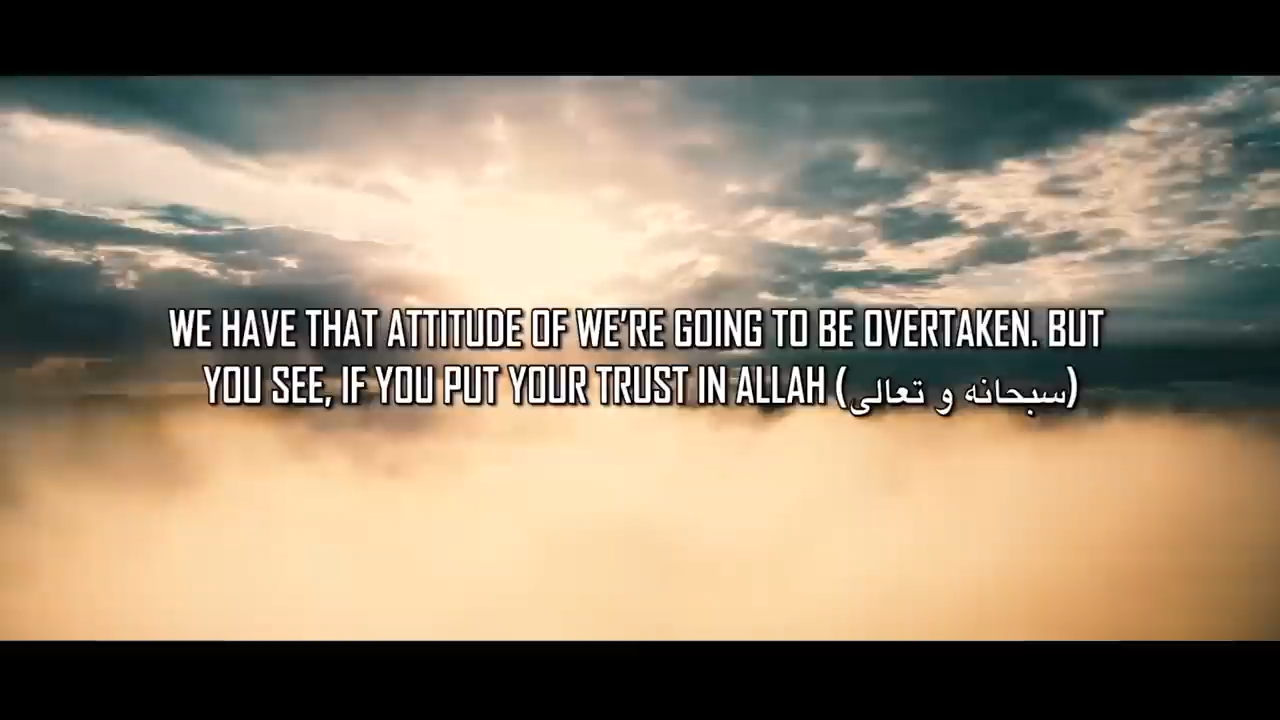 WE HAVE THAT ATTITUDE OF WE'RE GOING TO BE OVERTAKEN. BUT
YOU SEE, IF YOU PUT YOUR TRUST IN ALLAH (سبحانه و تعالى)